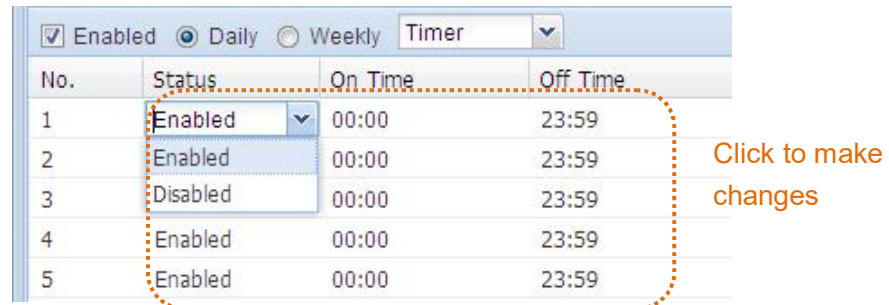 Enabled Daily Weekly Timer
No. Status On Time Off Time
1 Enabled 00:00 23:59
2 Enabled 00:00 23:59
3 Disabled 00:00 23:59
4 Enabled 00:00 23:59
5 Enabled 00:00 23:59
Click to make
changes